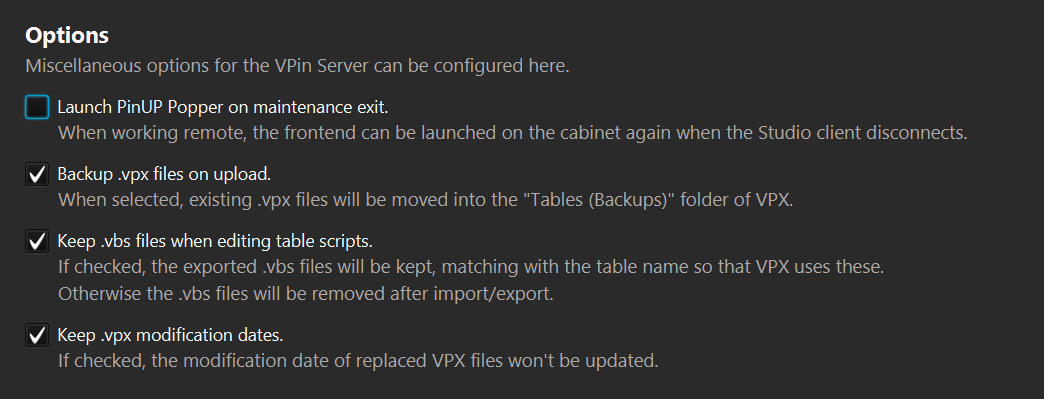 Options
Miscellaneous options for the VPin Server can be configured here.
Launch PinUP Popper on maintenance exit.
When working remote, the frontend can be launched on the cabinet again when the Studio client disconnects.
Backup .vpx files on upload.
When selected, existing .vpx files will be moved into the "Tables (Backups)" folder of VPX.
Keep .vbs files when editing table scripts.
If checked, the exported .vbs files will be kept, matching with the table name so that VPX uses these.
Otherwise the .vbs files will be removed after import/export.
Keep .vpx modification dates.
If checked, the modification date of replaced VPX files won't be updated.